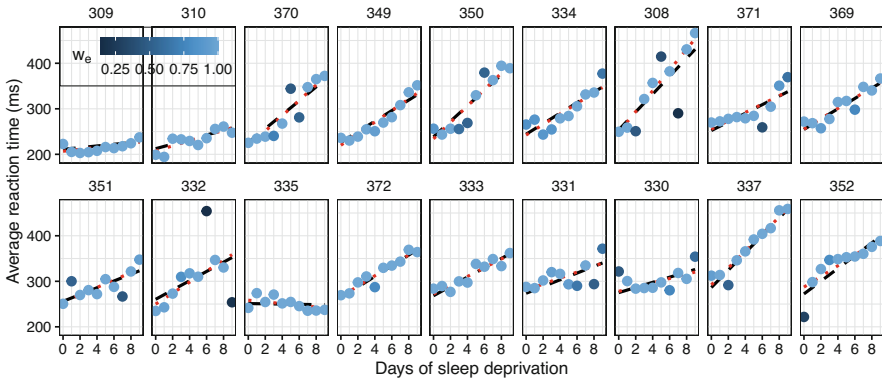 309 310 370 349 350 334 308 371 369
w_e
0.25 0.50 0.75 1.00
400
300
200
351 332 335 372 333 331 330 337 352
400
300
200
0 2 4 6 8 0 2 4 6 8 0 2 4 6 8 0 2 4 6 8 0 2 4 6 8 0 2 4 6 8 0 2 4 6 8 0 2 4 6 8 0 2 4 6 8
Average reaction time (ms)
Days of sleep deprivation